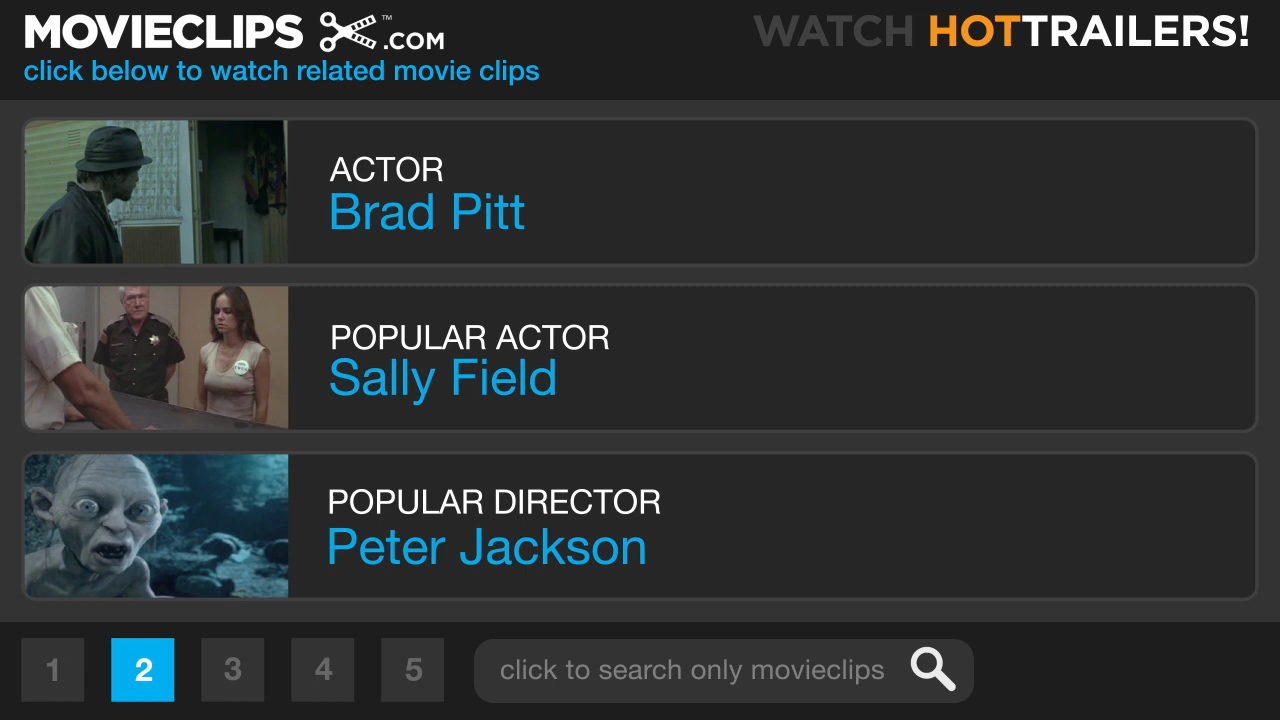 MOVIECLIPS ™ .COM
WATCH HOTTRAILERS!
click below to watch related movie clips
ACTOR
Brad Pitt
POPULAR ACTOR
Sally Field
POPULAR DIRECTOR
Peter Jackson
1 2 3 4 5
click to search only movieclips